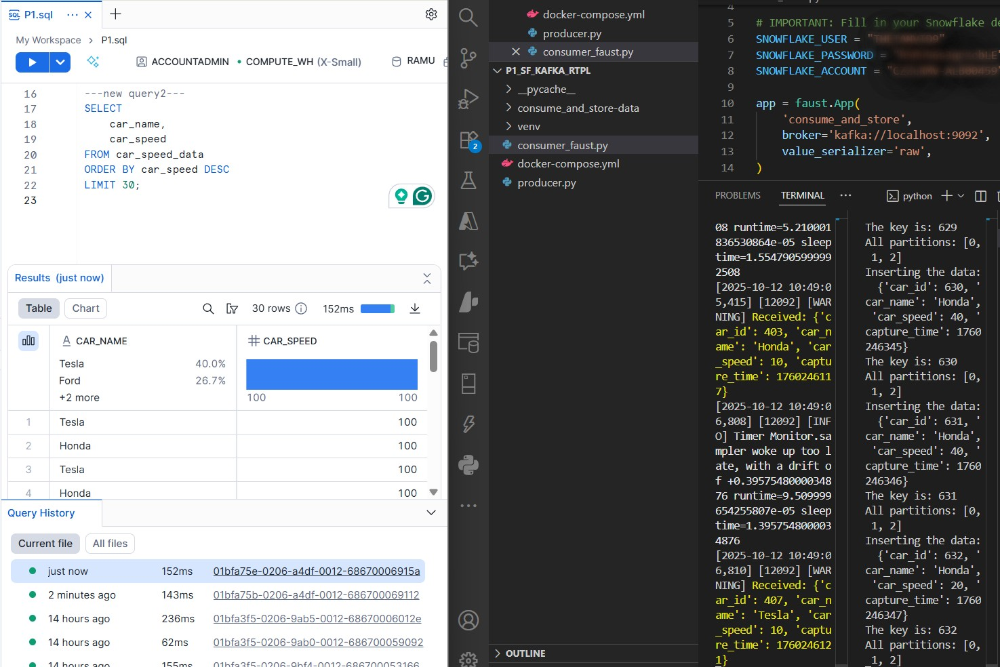 P1.sql
My Workspace > P1.sql
ACCOUNTADMIN • COMPUTE_WH (X-Small) RAMU
16 ---new query2---
17 SELECT
18 car_name,
19 car_speed
20 FROM car_speed_data
21 ORDER BY car_speed DESC
22 LIMIT 30;
23
Results (just now)
Table Chart 30 rows 152ms
CAR_NAME CAR_SPEED
Tesla 40.0%
Ford 26.7%
+2 more 100 100
1 Tesla 100
2 Honda 100
3 Tesla 100
4 Honda 100
Query History
Current file All files
just now 152ms 01bfa75e-0206-a4df-0012-68670006915a
2 minutes ago 143ms 01bfa75b-0206-a4df-0012-686700069112
14 hours ago 236ms 01bfa3f5-0206-9ab5-0012-68670006012e
14 hours ago 62ms 01bfa3f5-0206-9ab0-0012-686700059092
14 hours ago 155ms 01bfa3f5-0206-9bf4-0012-686700053166
2
docker-compose.yml
producer.py
consumer_faust.py
P1_SF_KAFKA_RTPL
__pycache__
consume_and_store-data
venv
consumer_faust.py
docker-compose.yml
producer.py
OUTLINE
4
5 # IMPORTANT: Fill in your Snowflake de
6 SNOWFLAKE_USER = "
7 SNOWFLAKE_PASSWORD =
8 SNOWFLAKE_ACCOUNT = "
9
10 app = faust.App(
11 'consume_and_store',
12 broker='kafka://localhost:9092',
13 value_serializer='raw',
14 )
PROBLEMS TERMINAL ··· python
08 runtime=5.210001
836530864e-05 sleep
time=1.554790599999
2508
[2025-10-12 10:49:0
5,415] [12092] [WAR
NING] Received: {'c
ar_id': 403, 'car_n
ame': 'Honda', 'car
_speed': 10, 'captu
re_time': 176024611
7}
[2025-10-12 10:49:0
6,808] [12092] [INF
O] Timer Monitor.sa
mpler woke up too l
ate, with a drift o
f +0.39575480000348
76 runtime=9.509999
654255807e-05 sleep
time=1.395754800003
4876
[2025-10-12 10:49:0
6,810] [12092] [WAR
NING] Received: {'c
ar_id': 407, 'car_n
ame': 'Tesla', 'car
_speed': 10, 'captu
re_time': 176024612
1}
The key is: 629
All partitions: [0,
1, 2]
Inserting the data:
{'car_id': 630, '
car_name': 'Honda',
'car_speed': 40, '
capture_time': 1760
246345}
The key is: 630
All partitions: [0,
1, 2]
Inserting the data:
{'car_id': 631, '
car_name': 'Honda',
'car_speed': 40, '
capture_time': 1760
246346}
The key is: 631
All partitions: [0,
1, 2]
Inserting the data:
{'car_id': 632, '
car_name': 'Honda',
'car_speed': 20, '
capture_time': 1760
246347}
The key is: 632
All partitions: [0,
1, 2]